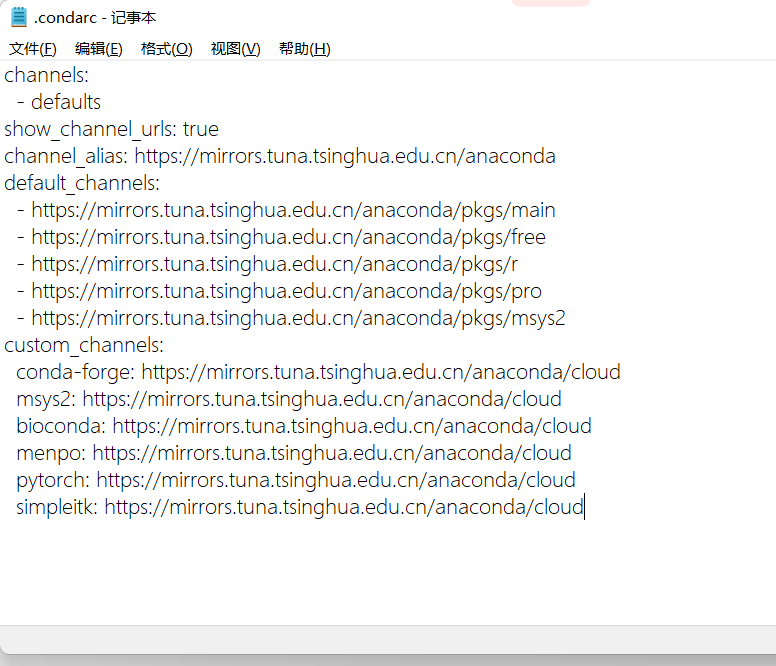 .condarc - 记事本
文件(F) 编辑(E) 格式(O) 视图(V) 帮助(H)
channels:
  - defaults
show_channel_urls: true
channel_alias: https://mirrors.tuna.tsinghua.edu.cn/anaconda
default_channels:
  - https://mirrors.tuna.tsinghua.edu.cn/anaconda/pkgs/main
  - https://mirrors.tuna.tsinghua.edu.cn/anaconda/pkgs/free
  - https://mirrors.tuna.tsinghua.edu.cn/anaconda/pkgs/r
  - https://mirrors.tuna.tsinghua.edu.cn/anaconda/pkgs/pro
  - https://mirrors.tuna.tsinghua.edu.cn/anaconda/pkgs/msys2
custom_channels:
  conda-forge: https://mirrors.tuna.tsinghua.edu.cn/anaconda/cloud
  msys2: https://mirrors.tuna.tsinghua.edu.cn/anaconda/cloud
  bioconda: https://mirrors.tuna.tsinghua.edu.cn/anaconda/cloud
  menpo: https://mirrors.tuna.tsinghua.edu.cn/anaconda/cloud
  pytorch: https://mirrors.tuna.tsinghua.edu.cn/anaconda/cloud
  simpleitk: https://mirrors.tuna.tsinghua.edu.cn/anaconda/cloud